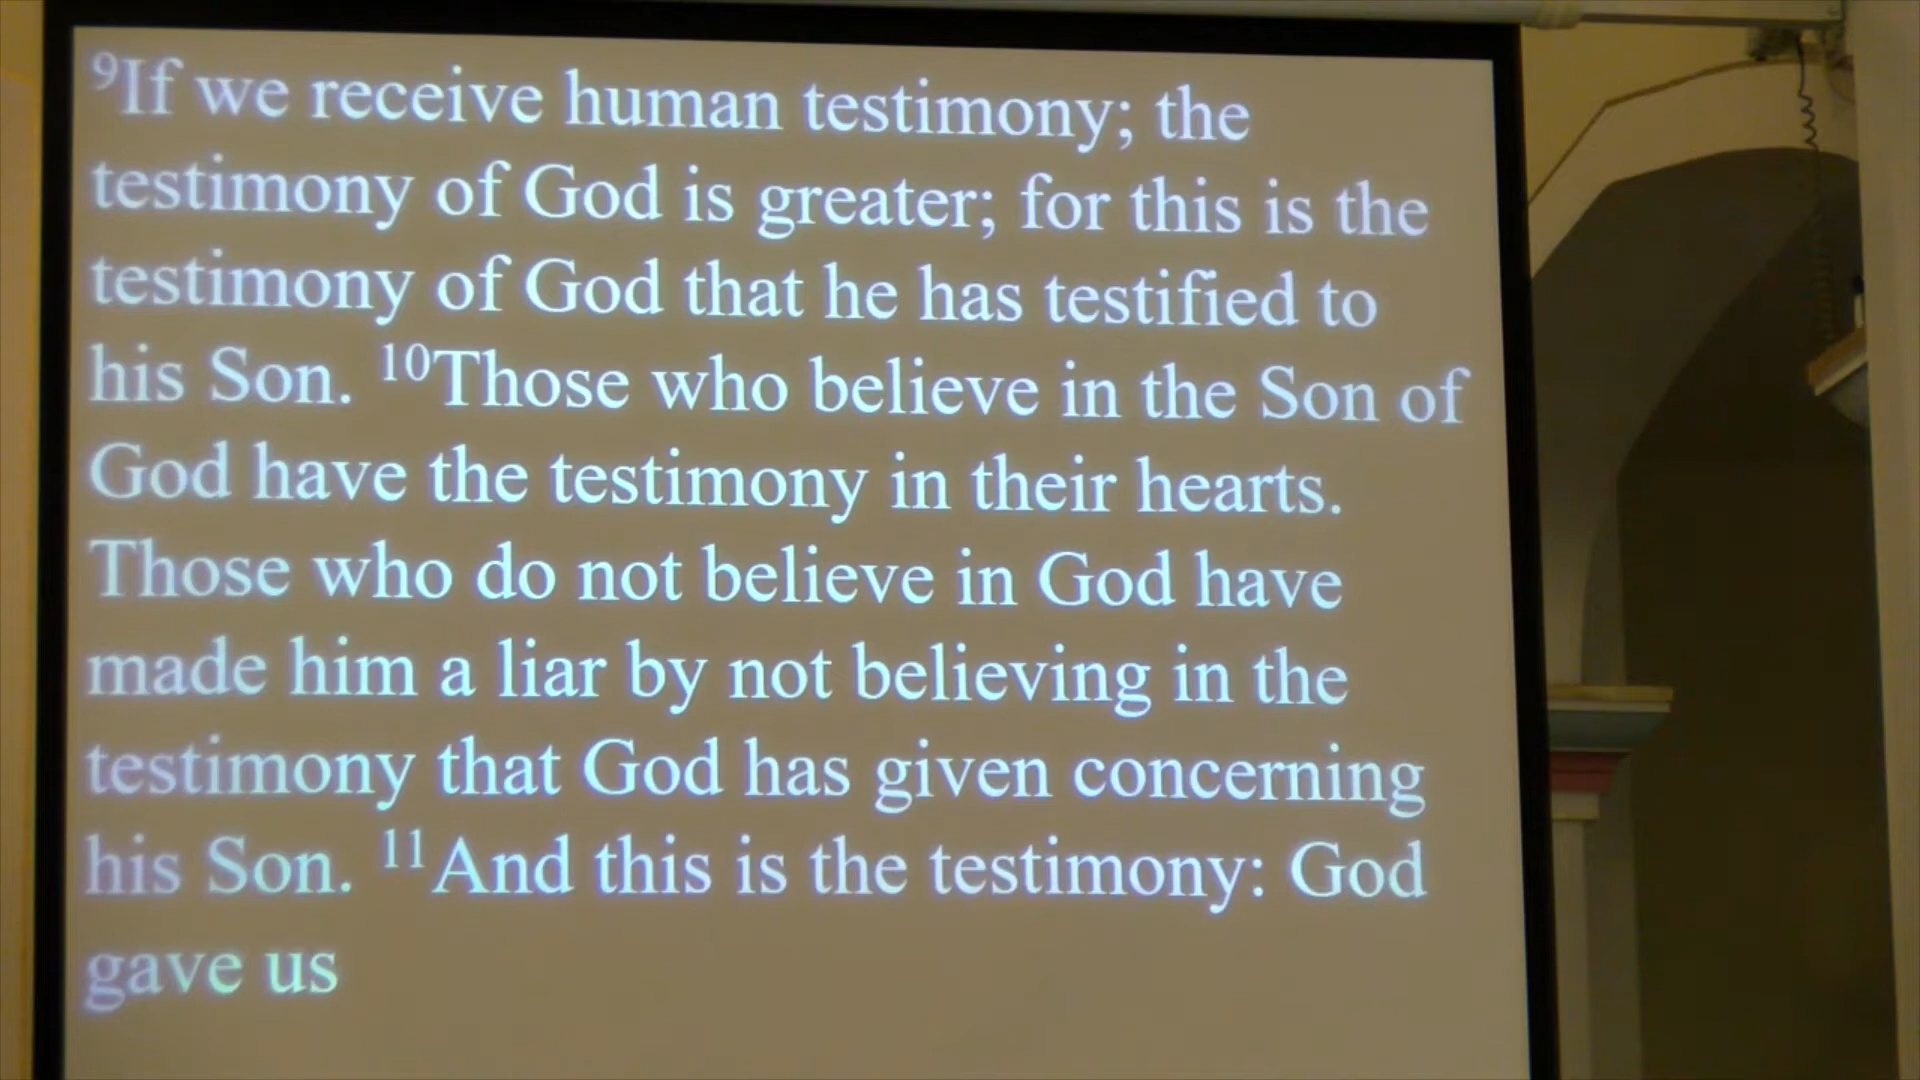 ⁹If we receive human testimony; the
testimony of God is greater; for this is the
testimony of God that he has testified to
his Son. ¹⁰Those who believe in the Son of
God have the testimony in their hearts.
Those who do not believe in God have
made him a liar by not believing in the
testimony that God has given concerning
his Son. ¹¹And this is the testimony: God
gave us